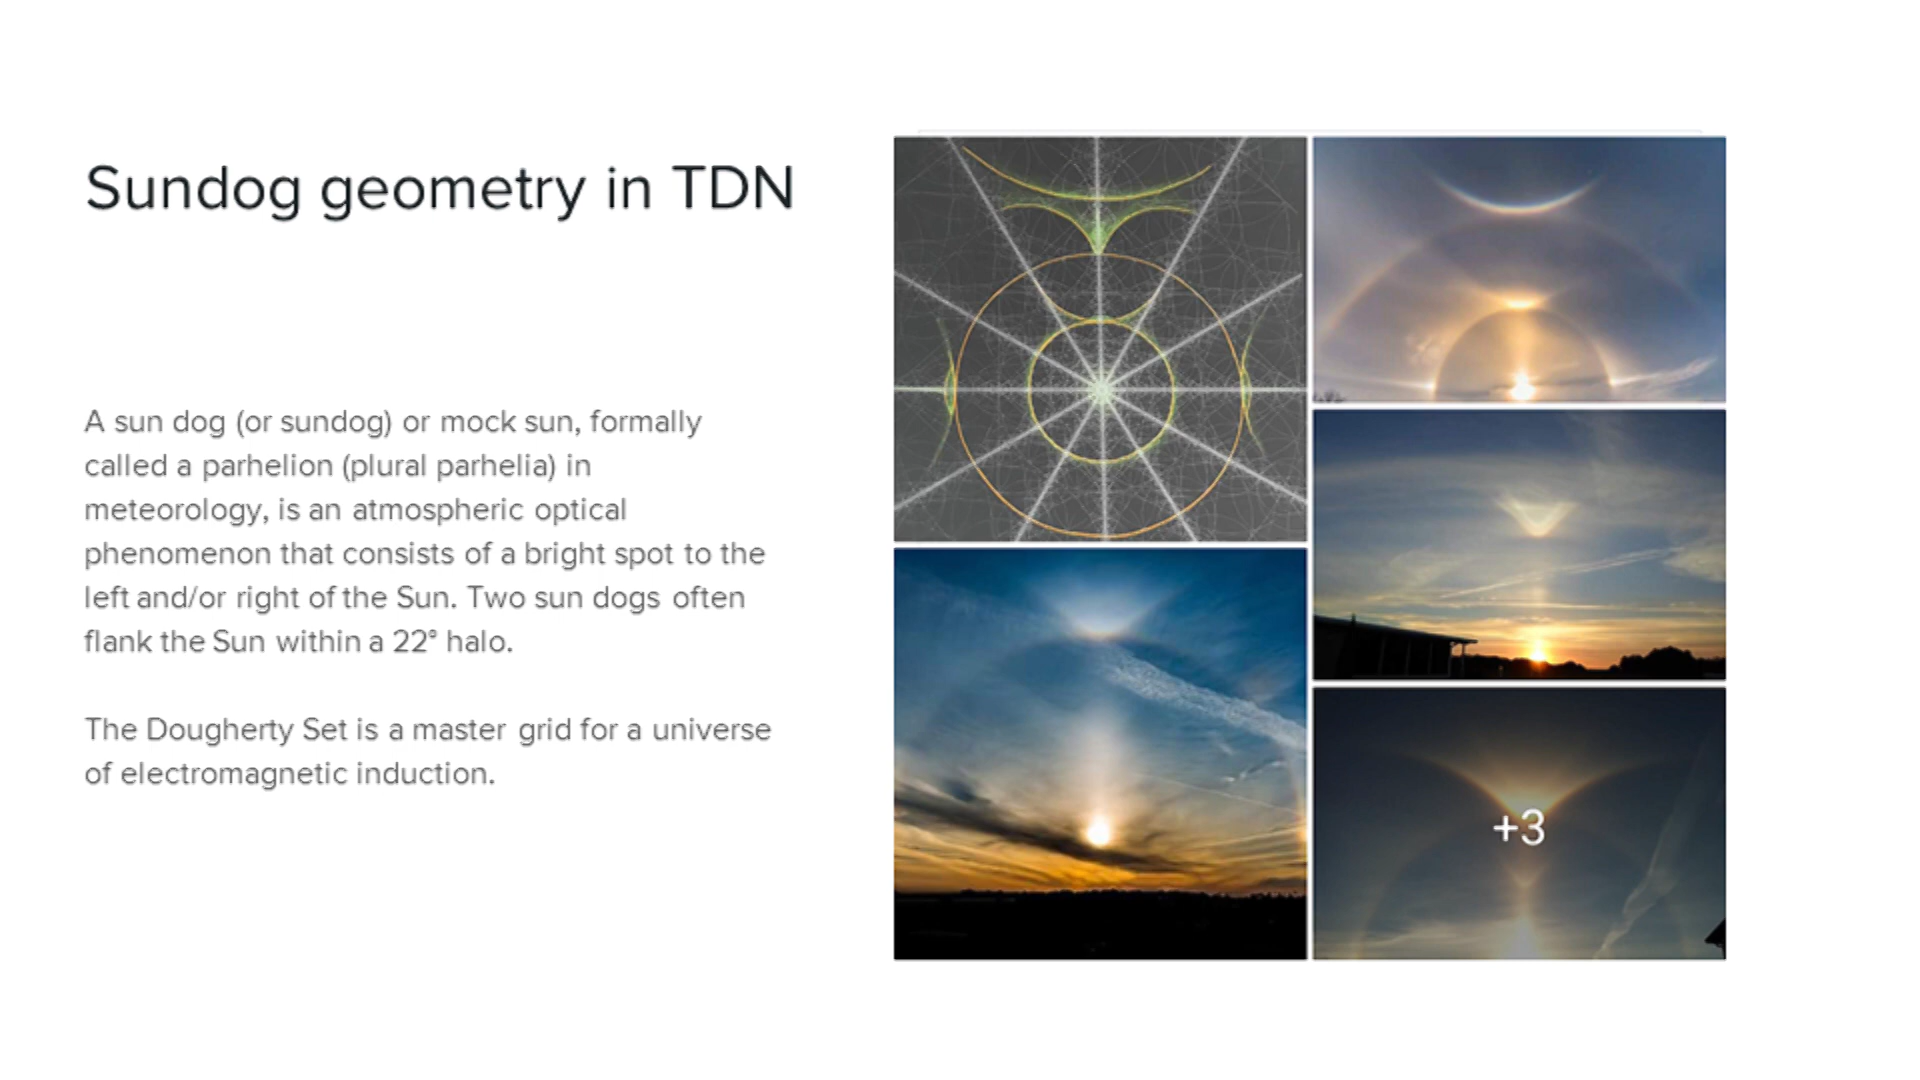 Sundog geometry in TDN
A sun dog (or sundog) or mock sun, formally
called a parhelion (plural parhelia) in
meteorology, is an atmospheric optical
phenomenon that consists of a bright spot to the
left and/or right of the Sun. Two sun dogs often
flank the Sun within a 22° halo.
The Dougherty Set is a master grid for a universe
of electromagnetic induction.
+3